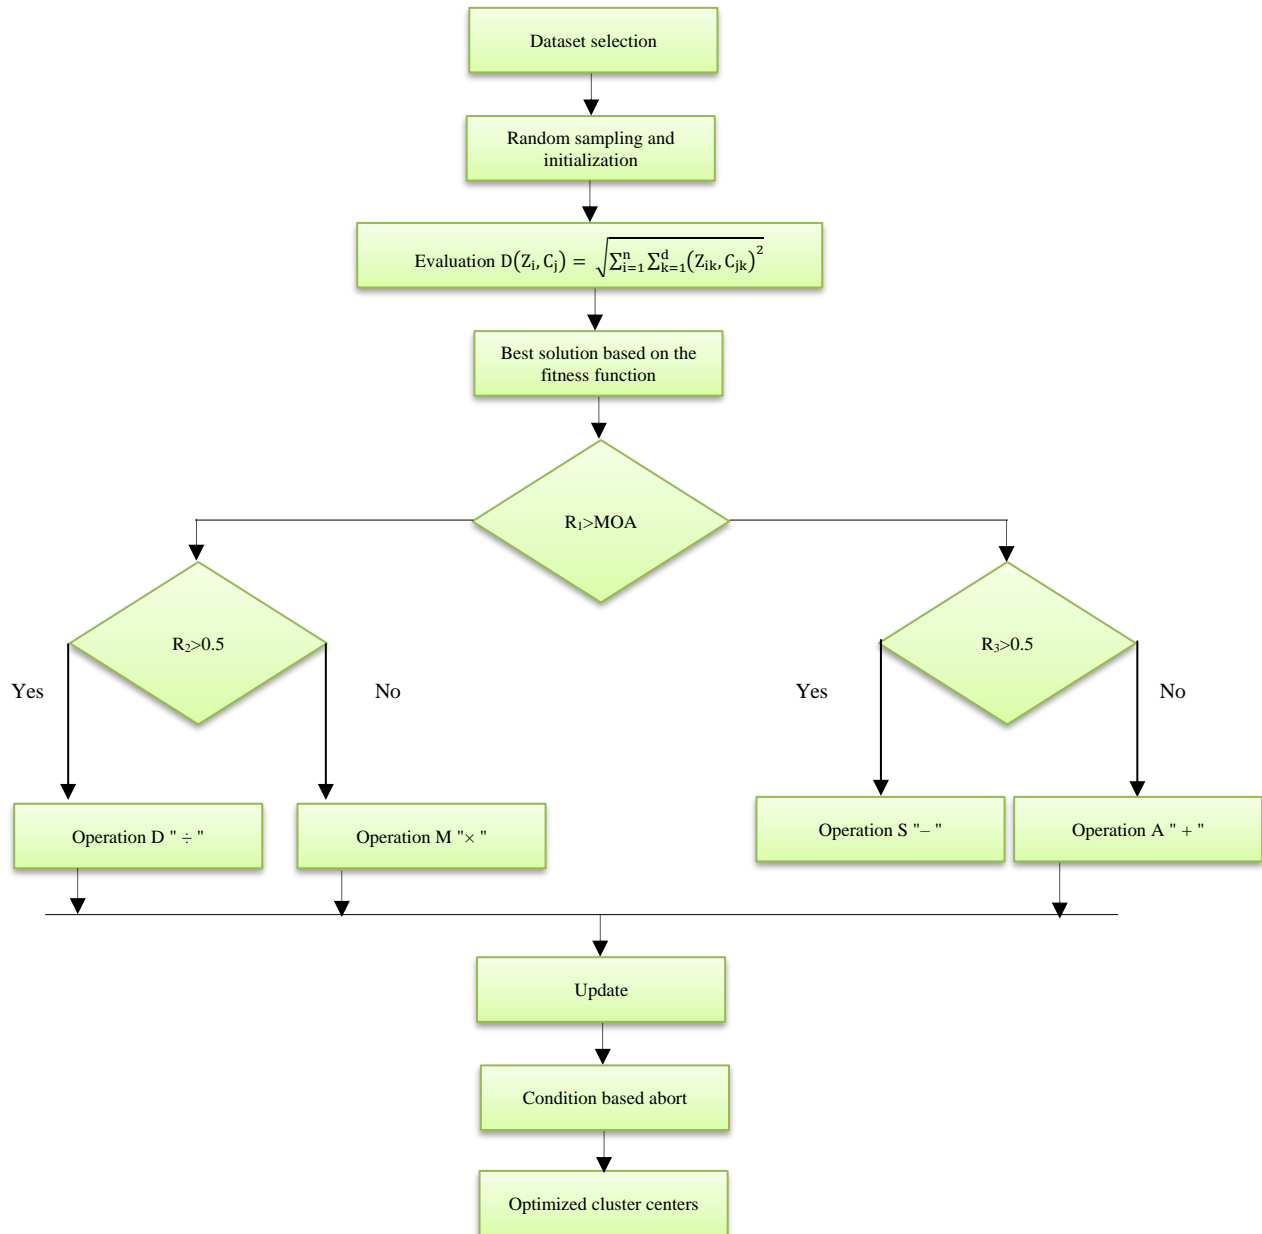 Dataset selection
Random sampling and
initialization
Evaluation D(Zᵢ, Cⱼ) = √∑ⁿᵢ₌₁ ∑ᵈₖ₌₁(Zᵢₖ, Cⱼₖ)²
Best solution based on the
fitness function
R₁>MOA
R₂>0.5
R₃>0.5
Yes
No
Yes
No
Operation D " ÷ "
Operation M "× "
Operation S "– "
Operation A " + "
Update
Condition based abort
Optimized cluster centers